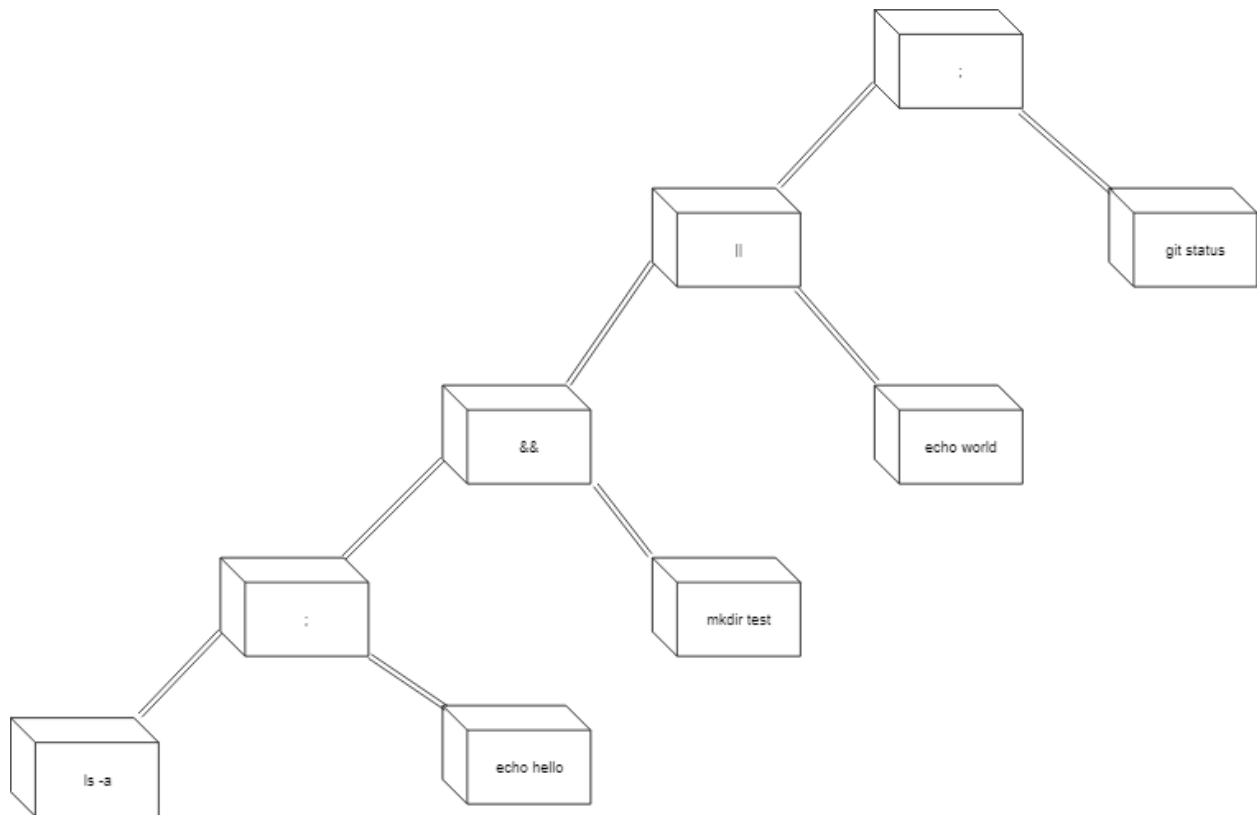 ;
||
git status
&&
echo world
;
mkdir test
ls -a
echo hello